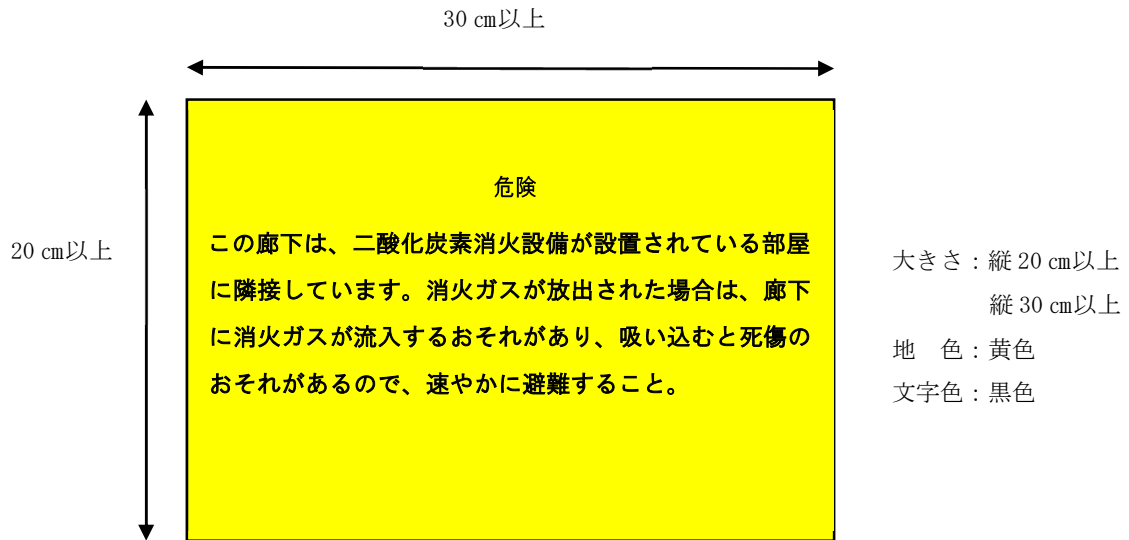 30 ㎝以上
20 ㎝以上
危険
この廊下は、二酸化炭素消火設備が設置されている部屋
に隣接しています。消火ガスが放出された場合は、廊下
に消火ガスが流入するおそれがあり、吸い込むと死傷の
おそれがあるので、速やかに避難すること。
大きさ：縦 20 ㎝以上
縦 30 ㎝以上
地　色：黄色
文字色：黒色